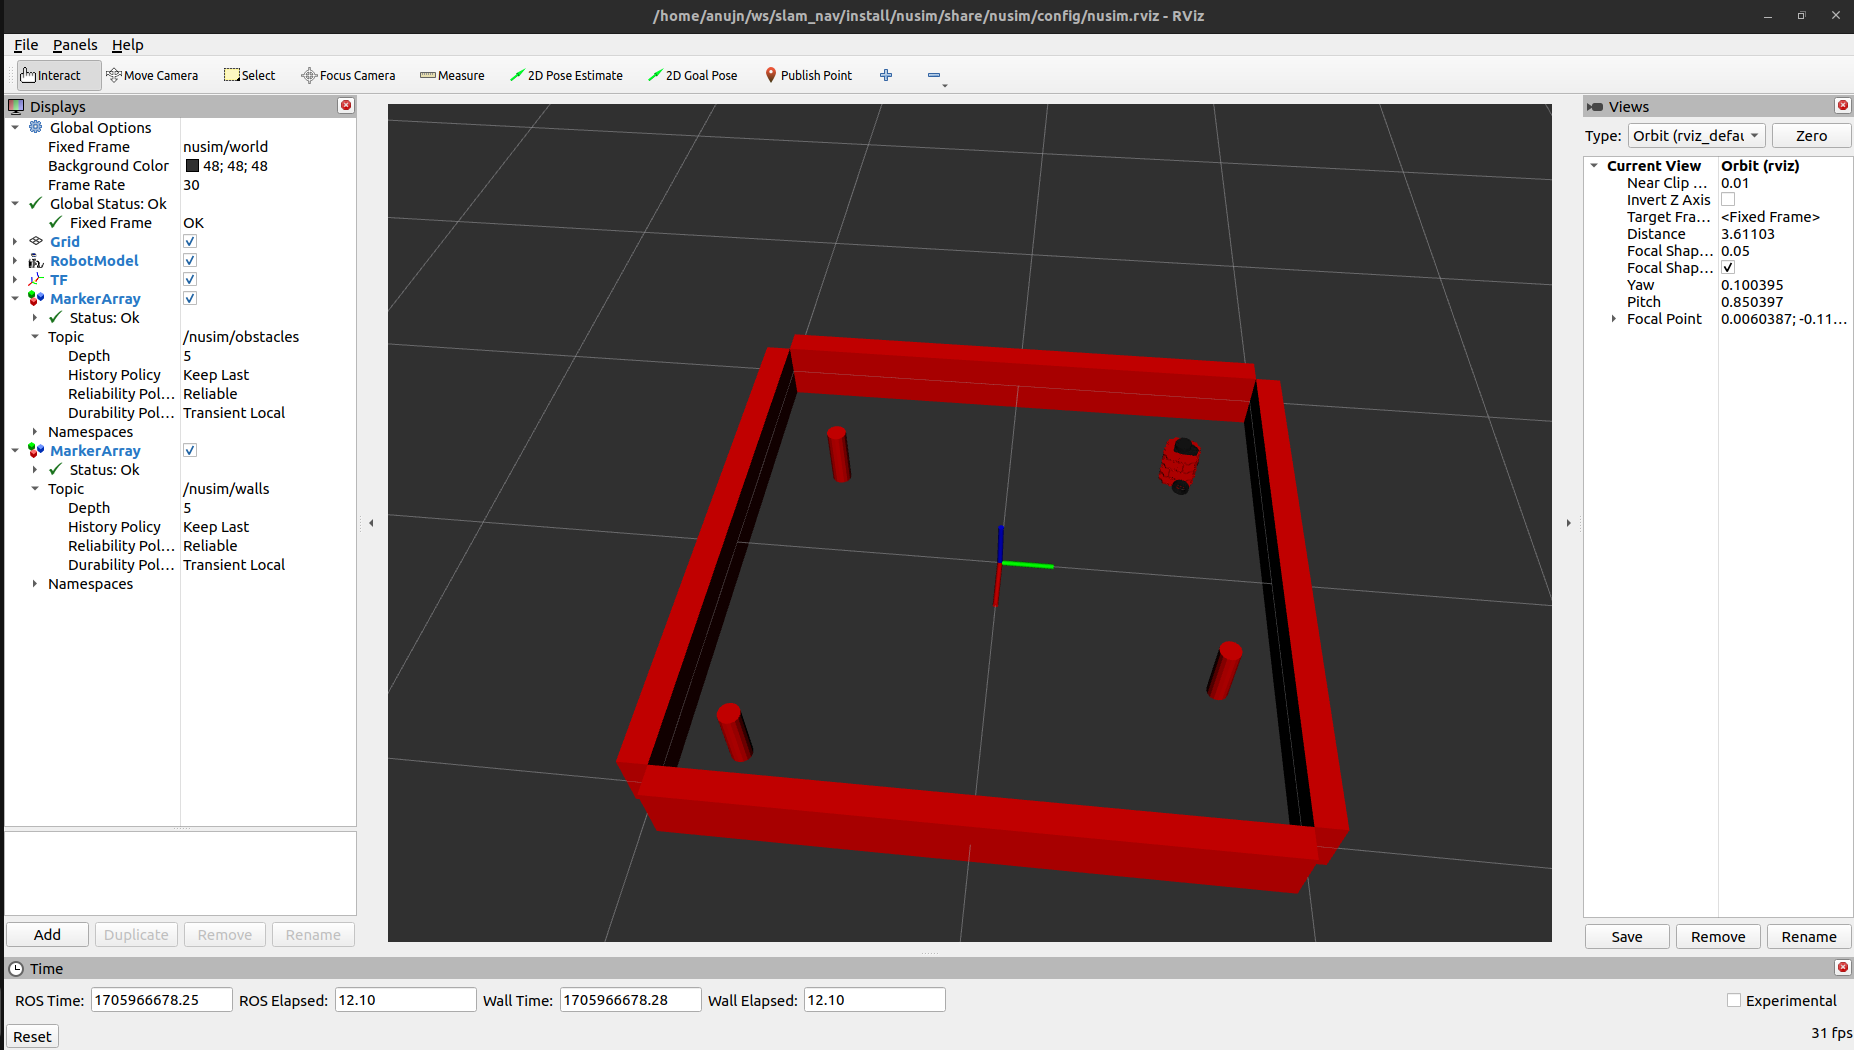 /home/anujn/ws/slam_nav/install/nusim/share/nusim/config/nusim.rviz - RViz
File Panels Help
Interact Move Camera Select Focus Camera Measure 2D Pose Estimate 2D Goal Pose Publish Point
Displays
Global Options
Fixed Frame nusim/world
Background Color 48; 48; 48
Frame Rate 30
Global Status: Ok
Fixed Frame OK
Grid
RobotModel
TF
MarkerArray
Status: Ok
Topic /nusim/obstacles
Depth 5
History Policy Keep Last
Reliability Pol... Reliable
Durability Pol... Transient Local
Namespaces
MarkerArray
Status: Ok
Topic /nusim/walls
Depth 5
History Policy Keep Last
Reliability Pol... Reliable
Durability Pol... Transient Local
Namespaces
Add Duplicate Remove Rename
Views
Type: Orbit (rviz_defau Zero
Current View Orbit (rviz)
Near Clip ... 0.01
Invert Z Axis
Target Fra... <Fixed Frame>
Distance 3.61103
Focal Shap... 0.05
Focal Shap...
Yaw 0.100395
Pitch 0.850397
Focal Point 0.0060387; -0.11...
Save Remove Rename
Time
ROS Time: 1705966678.25 ROS Elapsed: 12.10 Wall Time: 1705966678.28 Wall Elapsed: 12.10 Experimental
Reset 31 fps